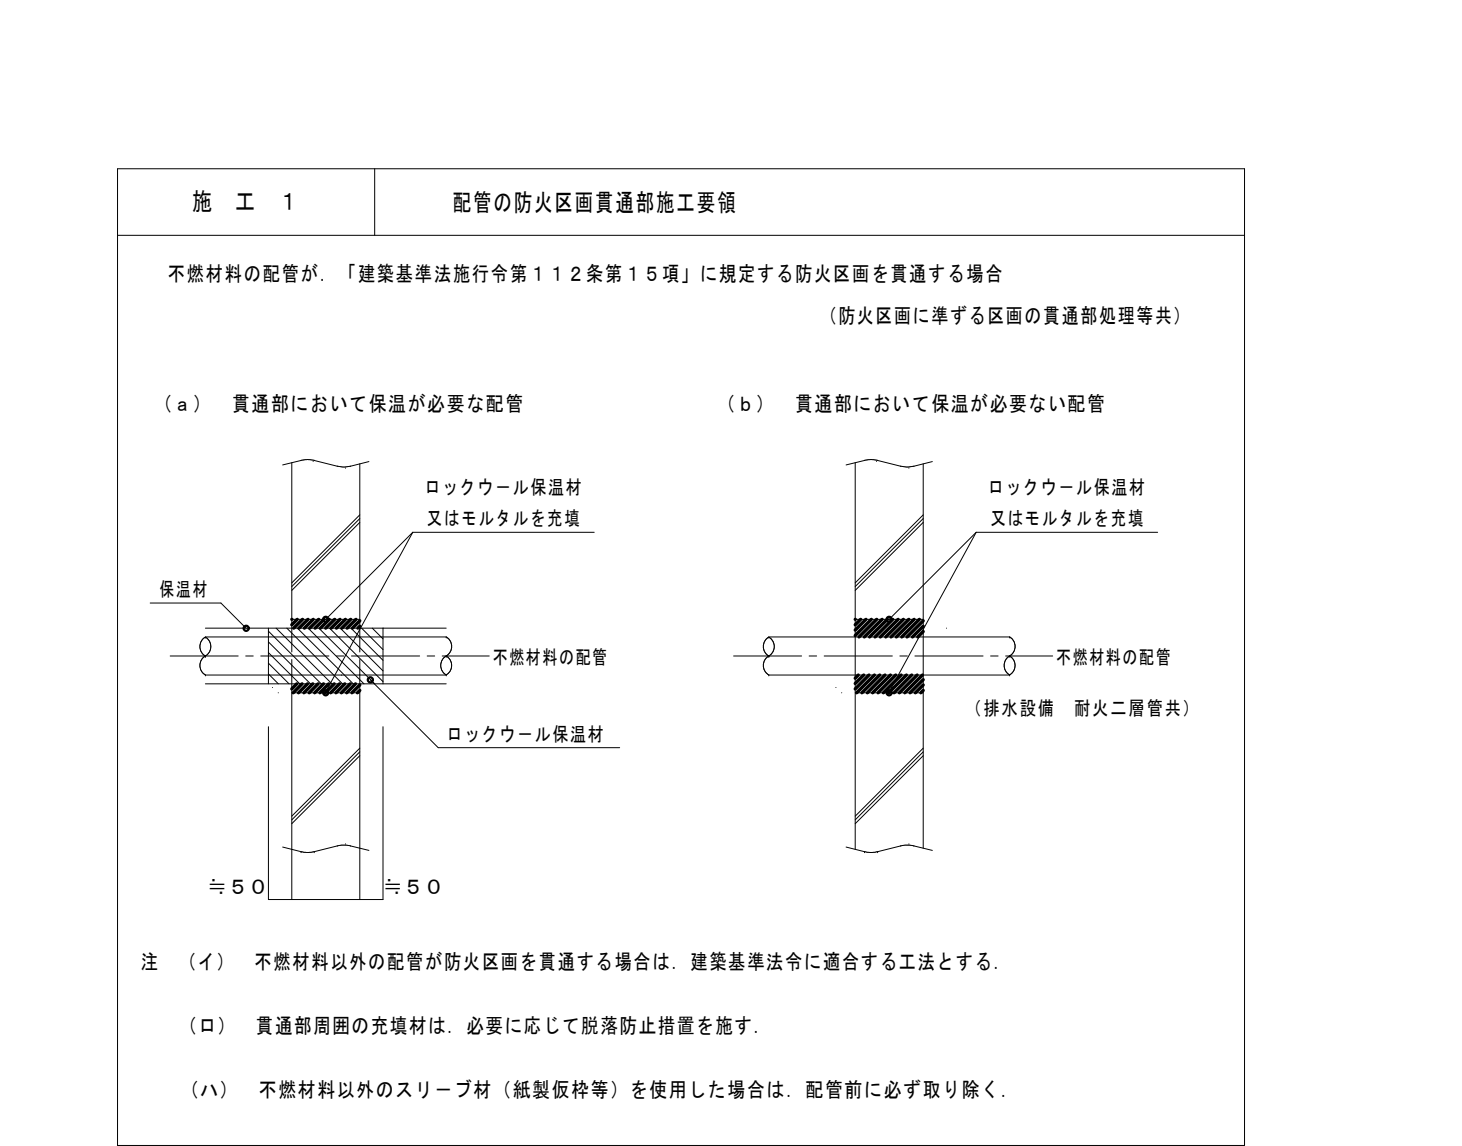 施　工　１
配管の防火区画貫通部施工要領
不燃材料の配管が．「建築基準法施行令第１１２条第１５項」に規定する防火区画を貫通する場合
（防火区画に準ずる区画の貫通部処理等共）
（ａ）　貫通部において保温が必要な配管
（ｂ）　貫通部において保温が必要ない配管
ロックウール保温材
又はモルタルを充填
保温材
不燃材料の配管
ロックウール保温材
≒５０
≒５０
ロックウール保温材
又はモルタルを充填
不燃材料の配管
（排水設備　耐火二層管共）
注　（イ）　不燃材料以外の配管が防火区画を貫通する場合は．建築基準法令に適合する工法とする．
（ロ）　貫通部周囲の充填材は．必要に応じて脱落防止措置を施す．
（ハ）　不燃材料以外のスリーブ材（紙製仮枠等）を使用した場合は．配管前に必ず取り除く．